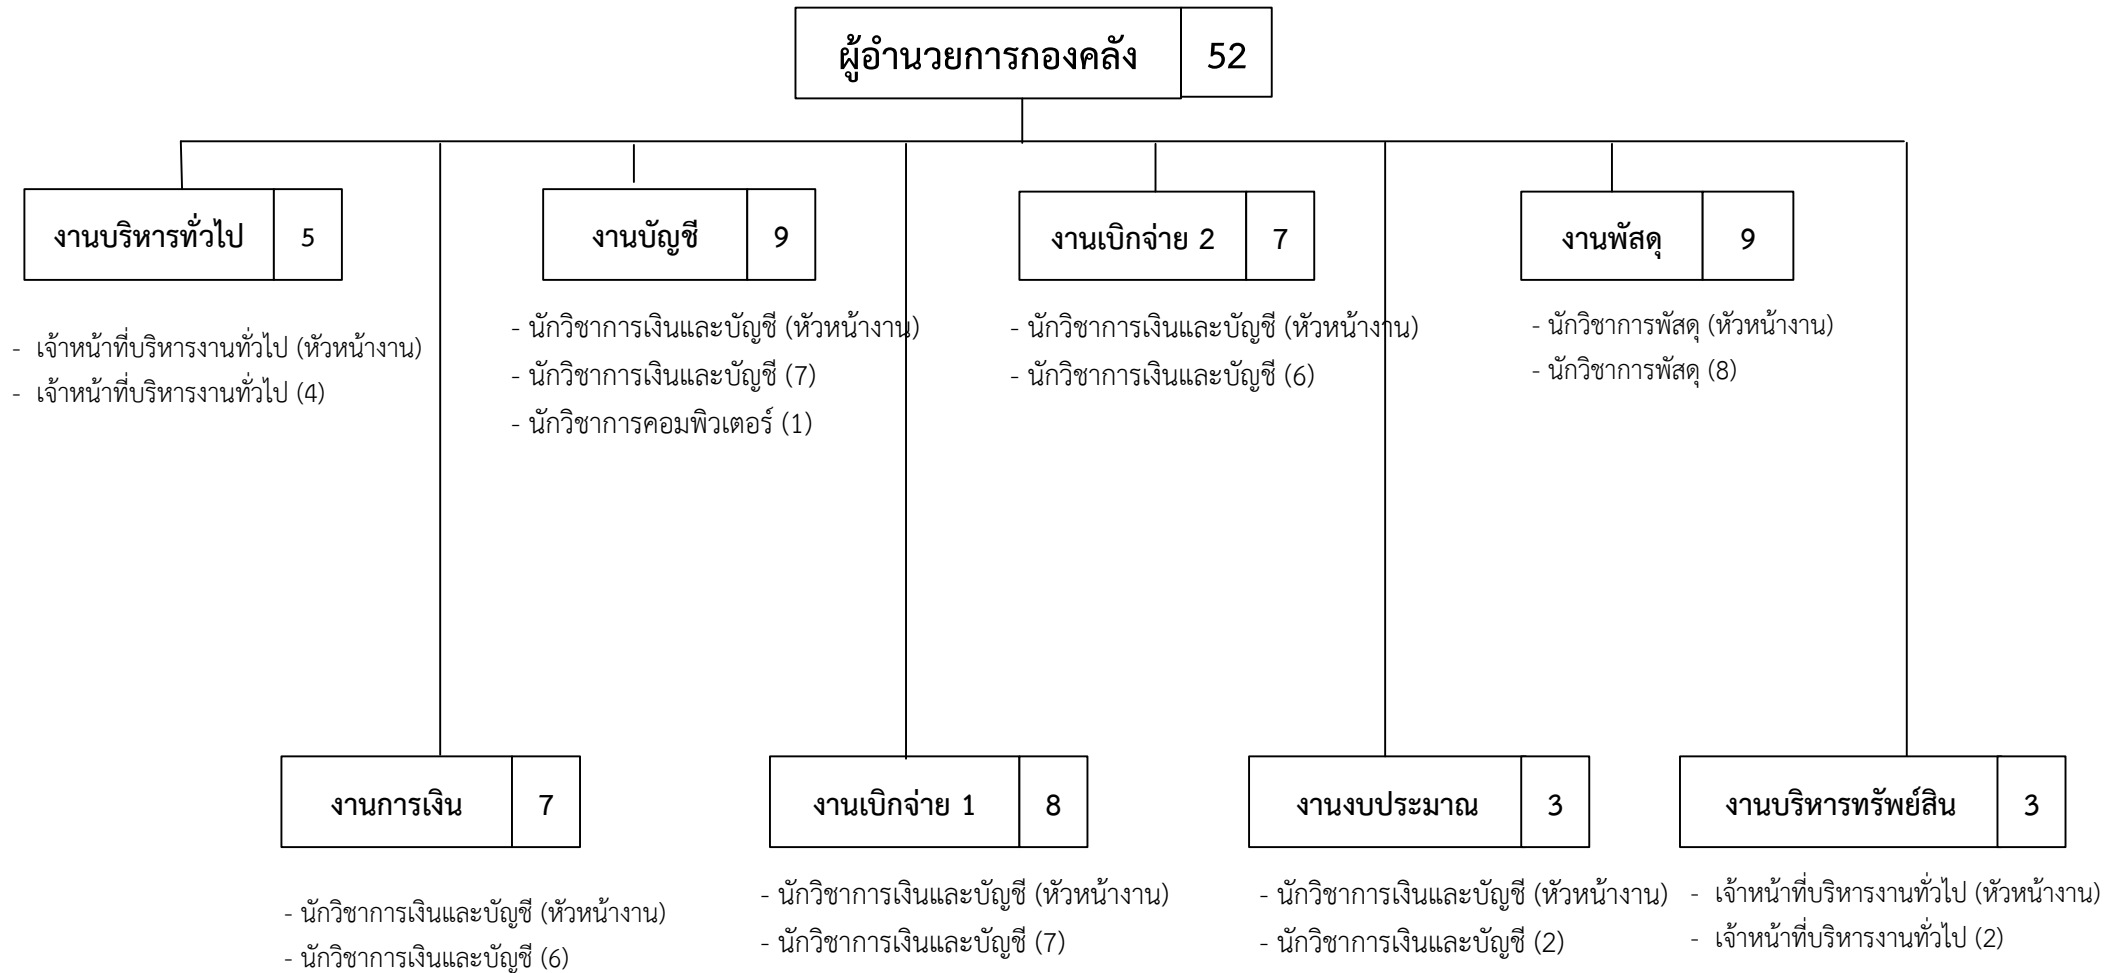 ผู้อำนวยการกองคลัง 52
งานบริหารทั่วไป 5
- เจ้าหน้าที่บริหารงานทั่วไป (หัวหน้างาน)
- เจ้าหน้าที่บริหารงานทั่วไป (4)
งานบัญชี 9
- นักวิชาการเงินและบัญชี (หัวหน้างาน)
- นักวิชาการเงินและบัญชี (7)
- นักวิชาการคอมพิวเตอร์ (1)
งานเบิกจ่าย 2 7
- นักวิชาการเงินและบัญชี (หัวหน้างาน)
- นักวิชาการเงินและบัญชี (6)
งานพัสดุ 9
- นักวิชาการพัสดุ (หัวหน้างาน)
- นักวิชาการพัสดุ (8)
งานการเงิน 7
- นักวิชาการเงินและบัญชี (หัวหน้างาน)
- นักวิชาการเงินและบัญชี (6)
งานเบิกจ่าย 1 8
- นักวิชาการเงินและบัญชี (หัวหน้างาน)
- นักวิชาการเงินและบัญชี (7)
งานงบประมาณ 3
- นักวิชาการเงินและบัญชี (หัวหน้างาน)
- นักวิชาการเงินและบัญชี (2)
งานบริหารทรัพย์สิน 3
- เจ้าหน้าที่บริหารงานทั่วไป (หัวหน้างาน)
- เจ้าหน้าที่บริหารงานทั่วไป (2)